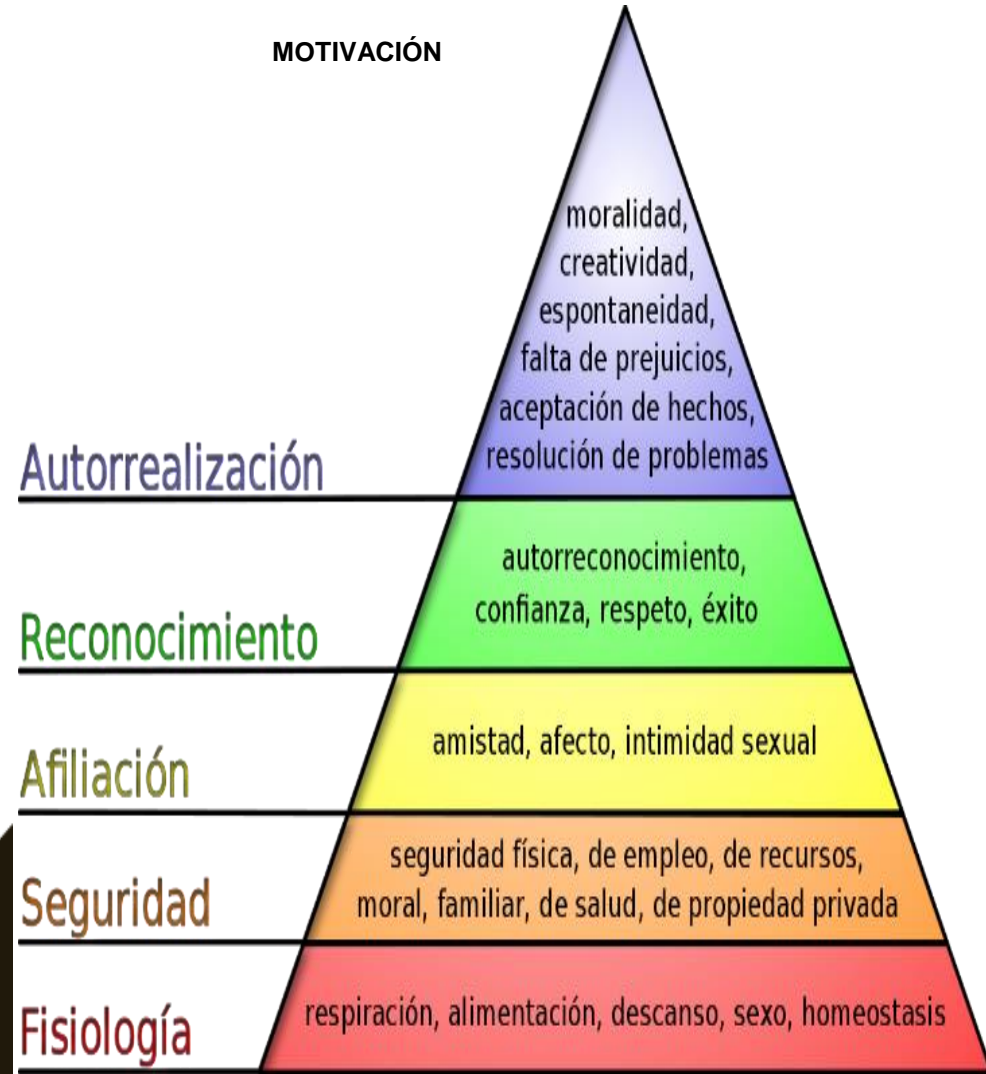 MOTIVACIÓN
moralidad,
creatividad,
espontaneidad,
falta de prejuicios,
aceptación de hechos,
resolución de problemas
Autorrealización
autorreconocimiento,
confianza, respeto, éxito
Reconocimiento
amistad, afecto, intimidad sexual
Afiliación
seguridad física, de empleo, de recursos,
moral, familiar, de salud, de propiedad privada
Seguridad
respiración, alimentación, descanso, sexo, homeostasis
Fisiología